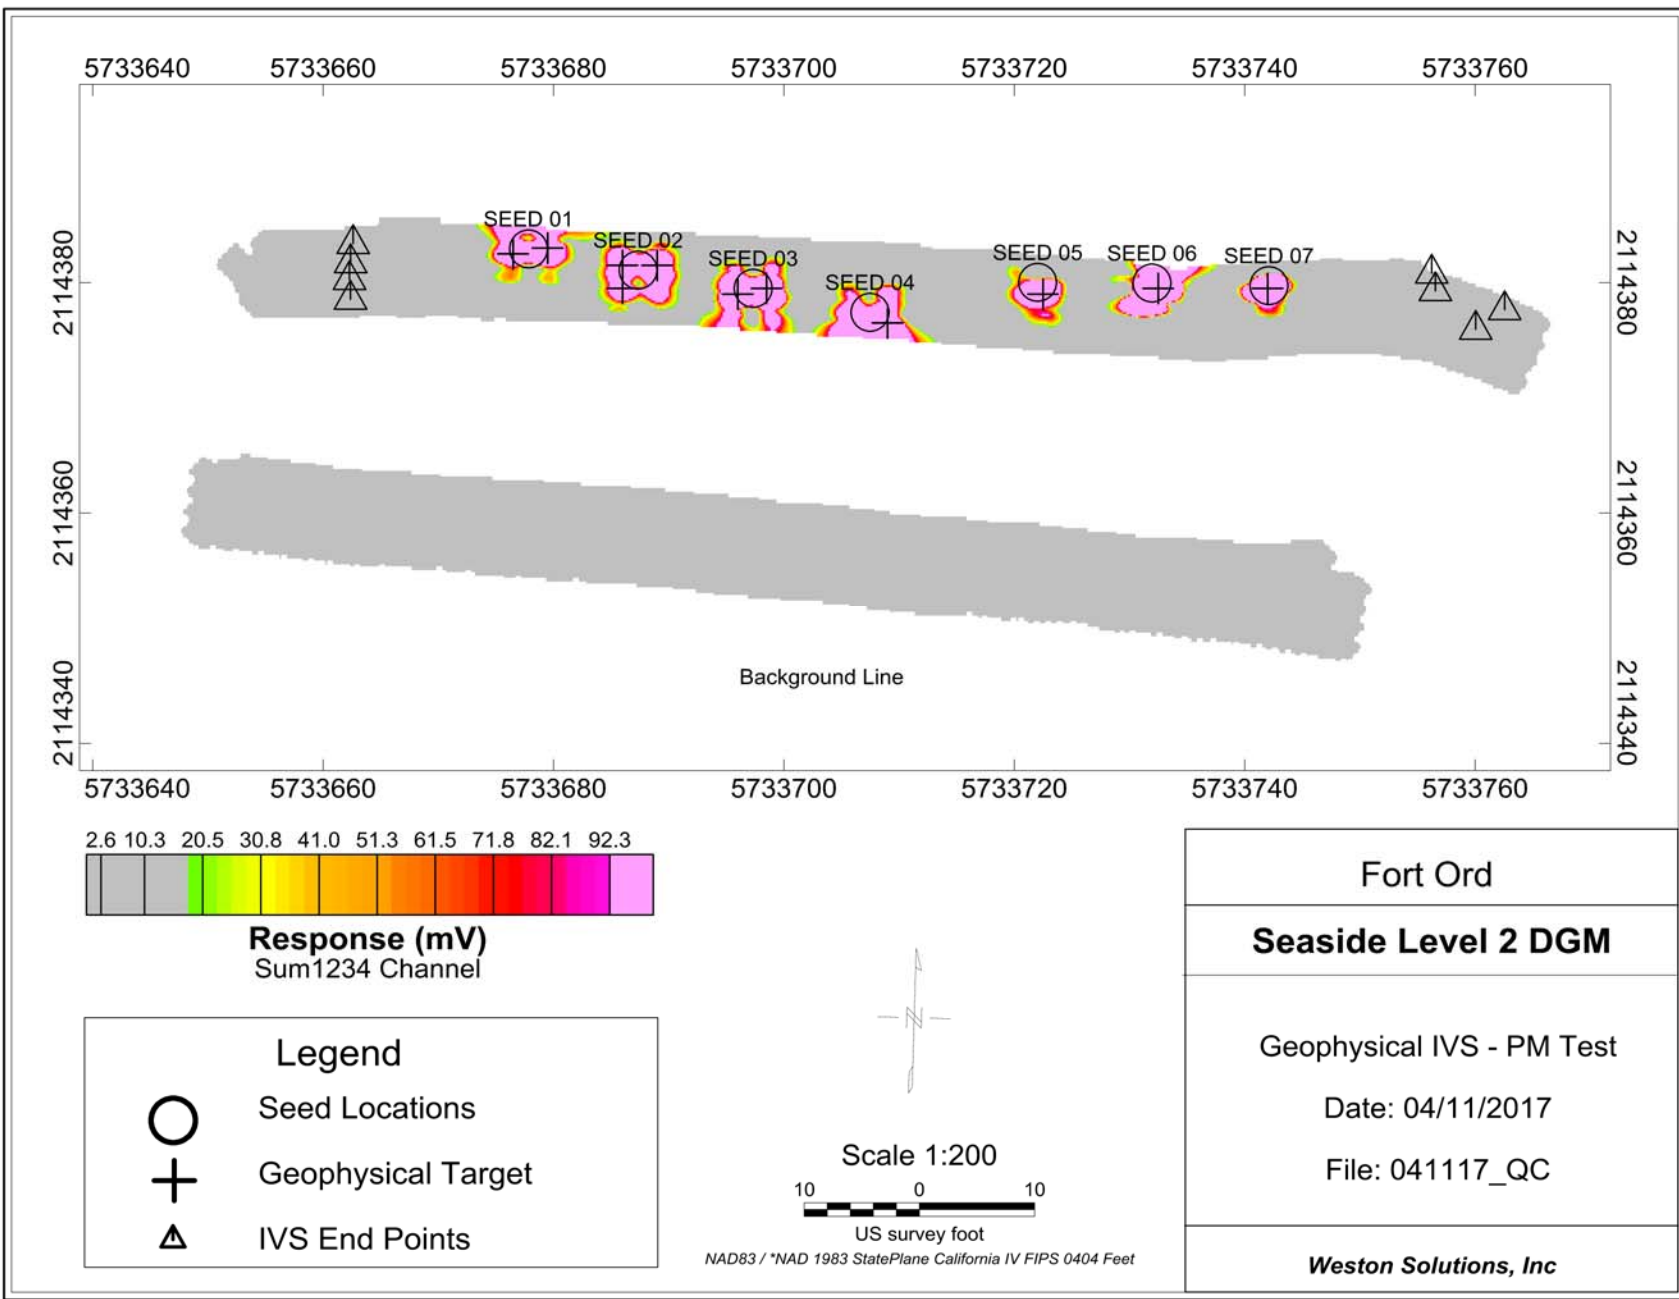 5733640 5733660 5733680 5733700 5733720 5733740 5733760
2114380
2114360
2114340
SEED 01
SEED 02
SEED 03
SEED 04
SEED 05
SEED 06
SEED 07
2114380
2114360
2114340
Background Line
5733640 5733660 5733680 5733700 5733720 5733740 5733760
2.6 10.3 20.5 30.8 41.0 51.3 61.5 71.8 82.1 92.3
Response (mV)
Sum1234 Channel
Legend
Seed Locations
Geophysical Target
IVS End Points
N
Scale 1:200
10 0 10
US survey foot
NAD83 / *NAD 1983 StatePlane California IV FIPS 0404 Feet
Fort Ord
Seaside Level 2 DGM
Geophysical IVS - PM Test
Date: 04/11/2017
File: 041117_QC
Weston Solutions, Inc